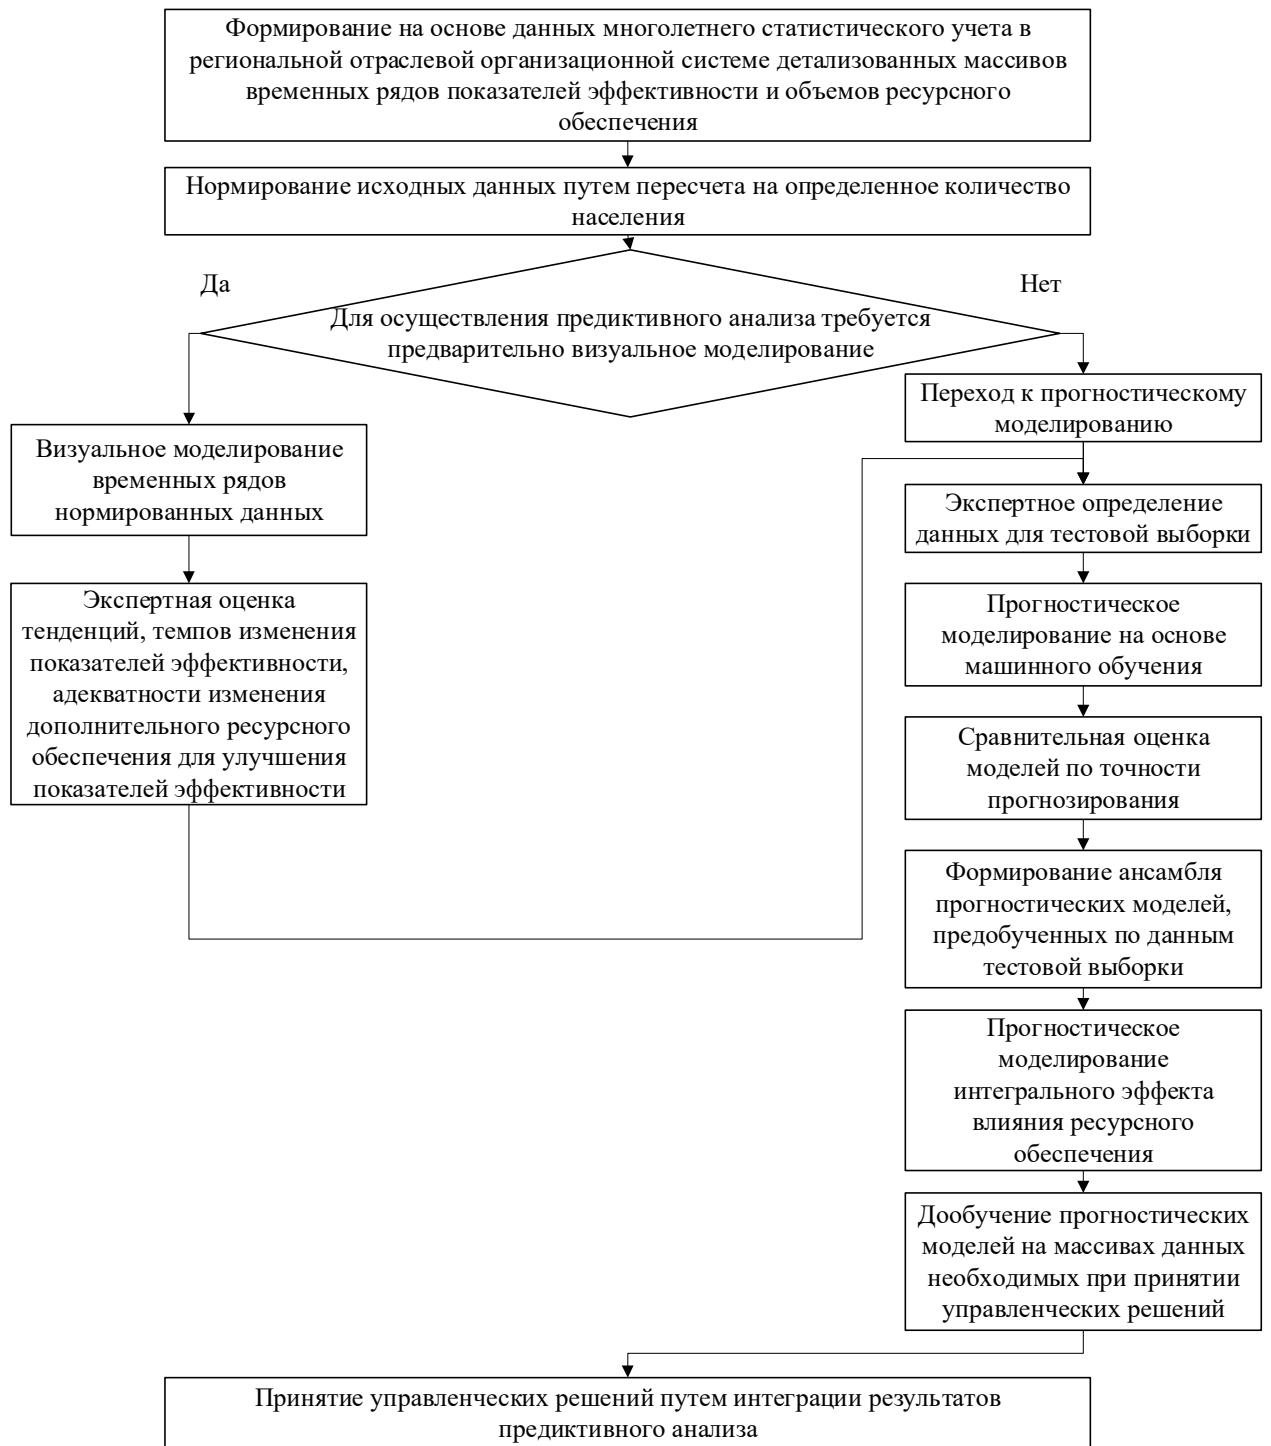 Формирование на основе данных многолетнего статистического учета в
региональной отраслевой организационной системе детализованных массивов
временных рядов показателей эффективности и объемов ресурсного
обеспечения
Нормирование исходных данных путем пересчета на определенное количество
населения
Да
Нет
Для осуществления предиктивного анализа требуется
предварительно визуальное моделирование
Визуальное моделирование
временных рядов
нормированных данных
Экспертная оценка
тенденций, темпов изменения
показателей эффективности,
адекватности изменения
дополнительного ресурсного
обеспечения для улучшения
показателей эффективности
Переход к прогностическому
моделированию
Экспертное определение
данных для тестовой выборки
Прогностическое
моделирование на основе
машинного обучения
Сравнительная оценка
моделей по точности
прогнозирования
Формирование ансамбля
прогностических моделей,
предобученных по данным
тестовой выборки
Прогностическое
моделирование
интегрального эффекта
влияния ресурсного
обеспечения
Дообучение прогностических
моделей на массивах данных
необходимых при принятии
управленческих решений
Принятие управленческих решений путем интеграции результатов
предиктивного анализа